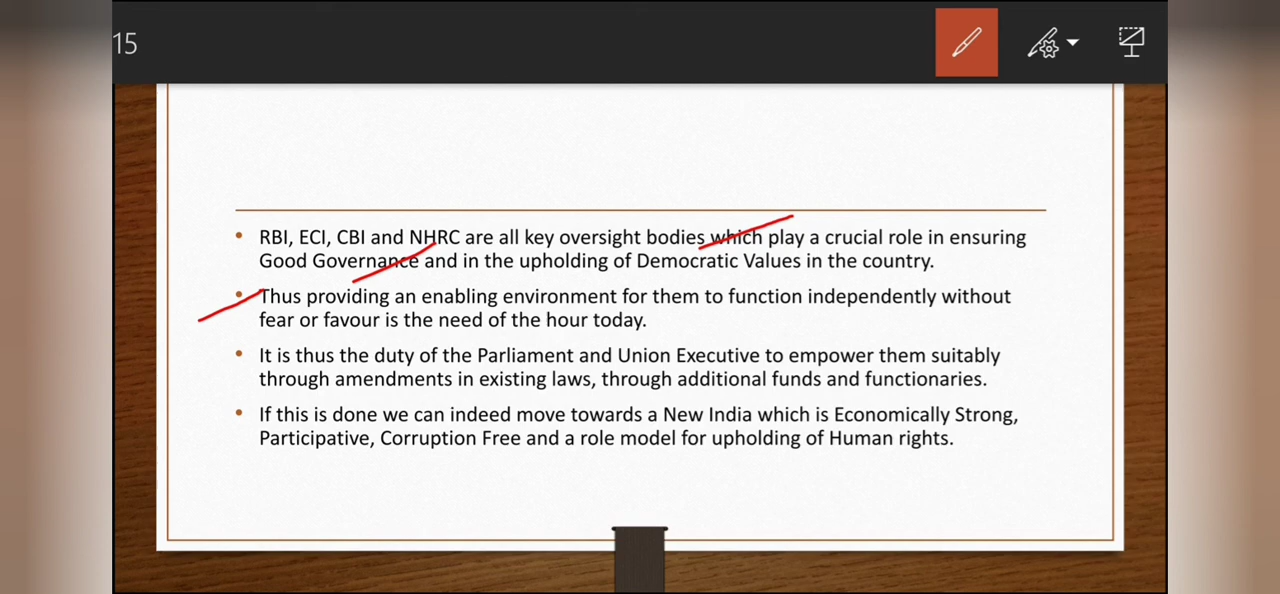 15
• RBI, ECI, CBI and NHRC are all key oversight bodies which play a crucial role in ensuring
Good Governance and in the upholding of Democratic Values in the country.
• Thus providing an enabling environment for them to function independently without
fear or favour is the need of the hour today.
• It is thus the duty of the Parliament and Union Executive to empower them suitably
through amendments in existing laws, through additional funds and functionaries.
• If this is done we can indeed move towards a New India which is Economically Strong,
Participative, Corruption Free and a role model for upholding of Human rights.